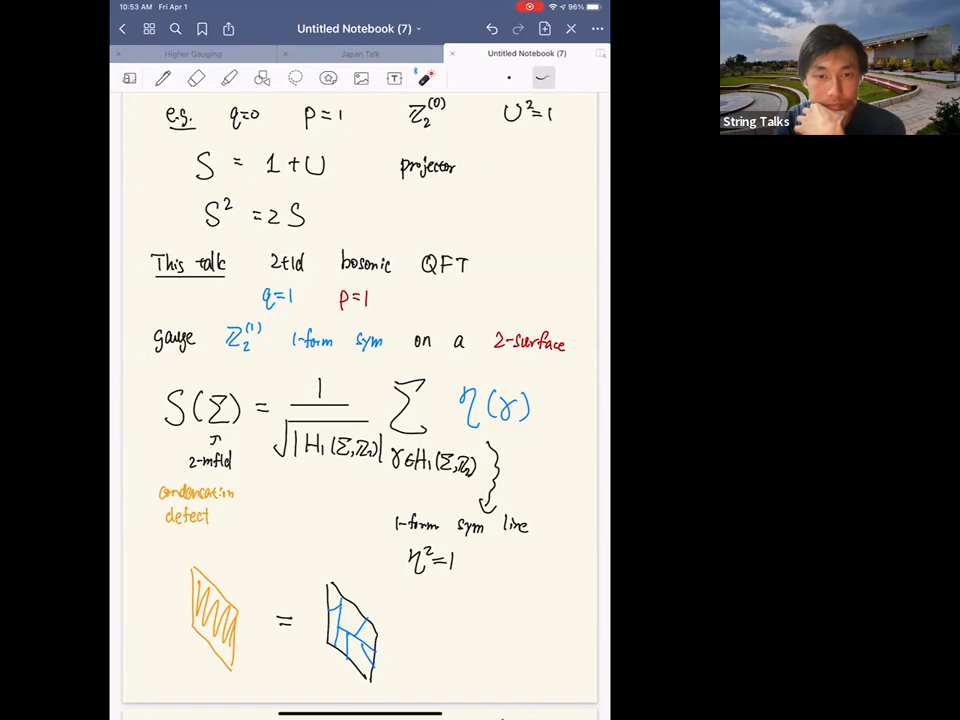 10:53 AM Fri Apr 1
96%
Untitled Notebook (7)
Higher Gauging
Japan Talk
Untitled Notebook (7)
e.g. q=0 p=1 ℤ₂⁽⁰⁾ U²=1
S = 1+U projector
S² = 2 S
This talk 2+1d bosonic QFT
q=1 p=1
gauge ℤ₂⁽¹⁾ 1-form sym on a 2-surface
S(Σ) = 1/√|H₁(Σ,ℤ₂)| Σ_{γ∈H₁(Σ,ℤ₂)} η(γ)
2-mfld
condensation
defect
1-form sym line
η²=1
=
String Talks